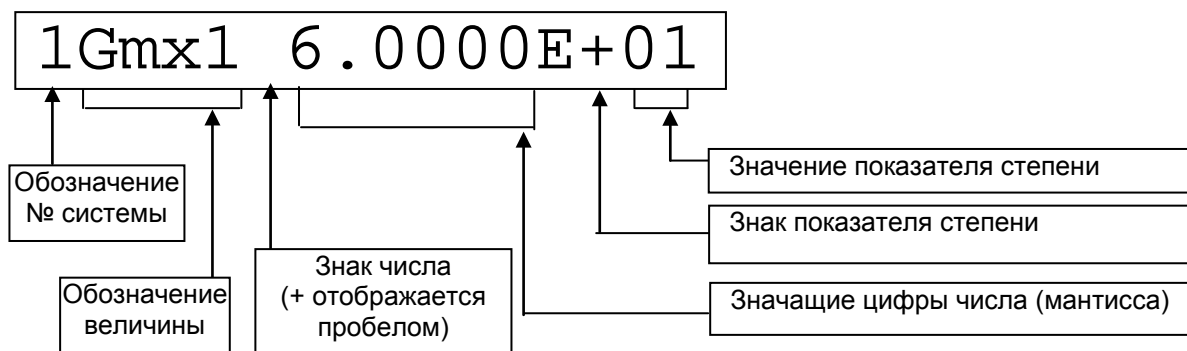 1Gmx1 6.0000E+01
Обозначение
№ системы
Обозначение
величины
Знак числа
(+ отображается
пробелом)
Значение показателя степени
Знак показателя степени
Значащие цифры числа (мантисса)